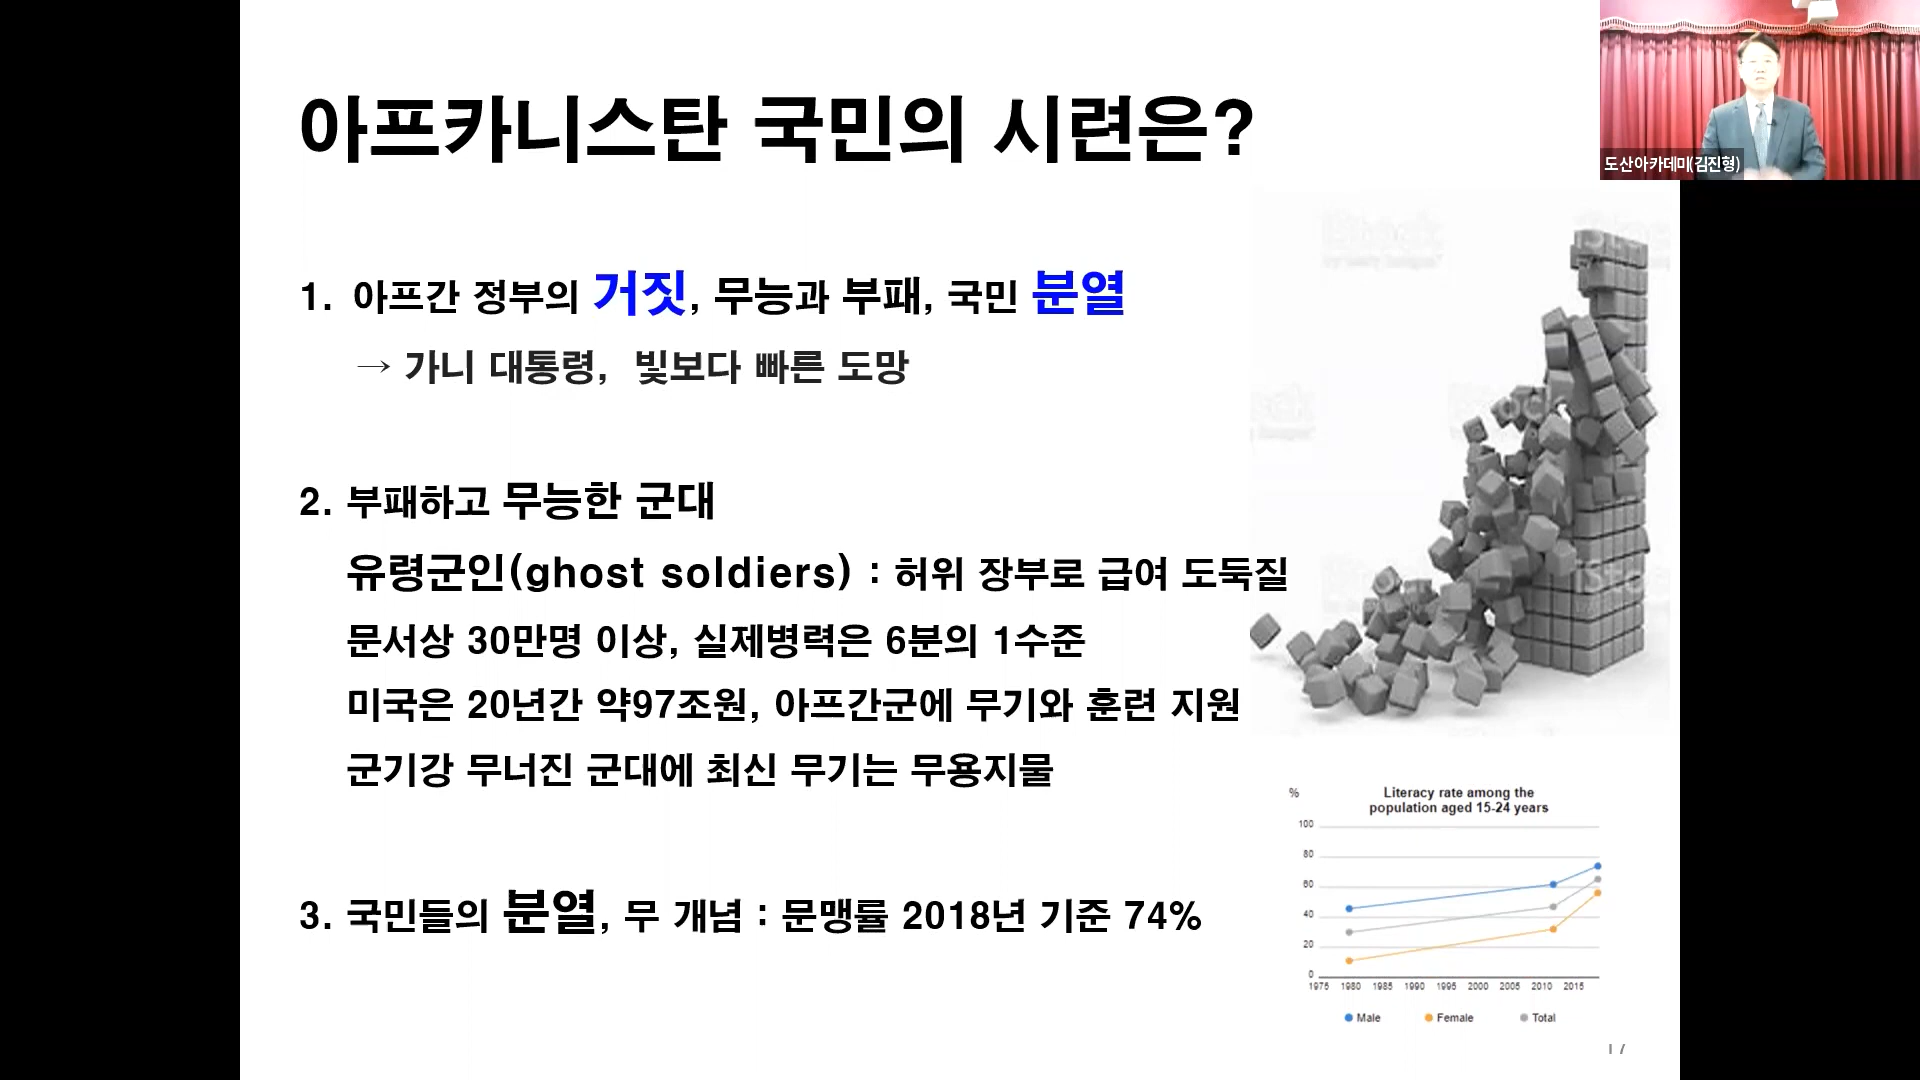 아프카니스탄 국민의 시련은?
도산아카데미(김진형)
1. 아프간 정부의 거짓, 무능과 부패, 국민 분열
→ 가니 대통령, 빛보다 빠른 도망
2. 부패하고 무능한 군대
유령군인(ghost soldiers) : 허위 장부로 급여 도둑질
문서상 30만명 이상, 실제병력은 6분의 1수준
미국은 20년간 약97조원, 아프간군에 무기와 훈련 지원
군기강 무너진 군대에 최신 무기는 무용지물
3. 국민들의 분열, 무 개념 : 문맹률 2018년 기준 74%
%
Literacy rate among the
population aged 15-24 years
100
80
60
40
20
0
1975 1980 1985 1990 1995 2000 2005 2010 2015
Male Female Total
17